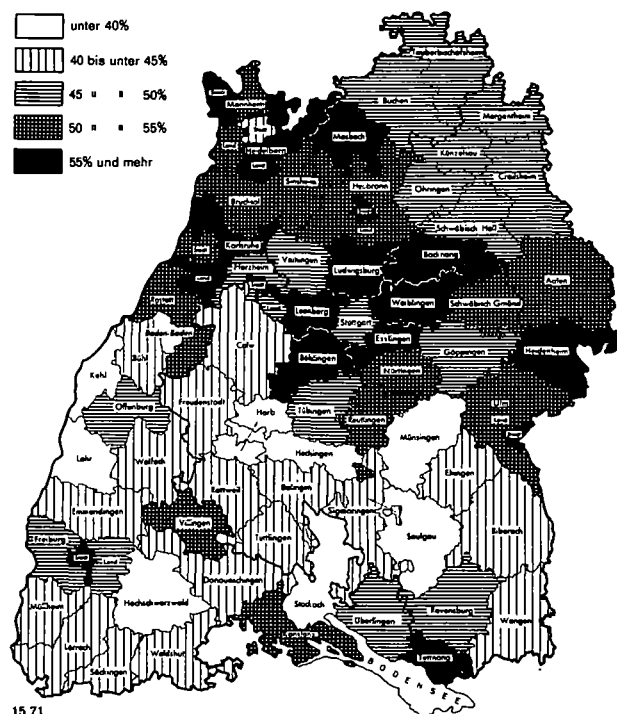 unter 40%
40 bis unter 45%
45 " " 50%
50 " " 55%
55% und mehr
Tauberbischofsheim
Mannheim
Buchen
Mergentheim
Mosbach
Heidelberg
Künzelsau
Crailsheim
Sinsheim
Heilbronn
Öhringen
Bruchsal
Schwäbisch Hall
Karlsruhe
Vaihingen
Ludwigsburg
Backnang
Aalen
Pforzheim
Rastatt
Leonberg
Waiblingen
Schwäbisch Gmünd
Stuttgart
Baden-Baden
Calw
Esslingen
Heidenheim
Bühl
Böblingen
Göppingen
Kehl
Nürtingen
Ulm
Offenburg
Freudenstadt
Horb
Tübingen
Reutlingen
Münsingen
Lahr
Wolfach
Hechingen
Ehingen
Rottweil
Balingen
Emmendingen
Sigmaringen
Villingen
Saulgau
Biberach
Freiburg
Tuttlingen
Land
Donaueschingen
Müllheim
Hochschwarzwald
Stockach
Überlingen
Ravensburg
Wangen
Lörrach
Waldshut
Konstanz
Säckingen
Tettnang
BODENSEE
15.71